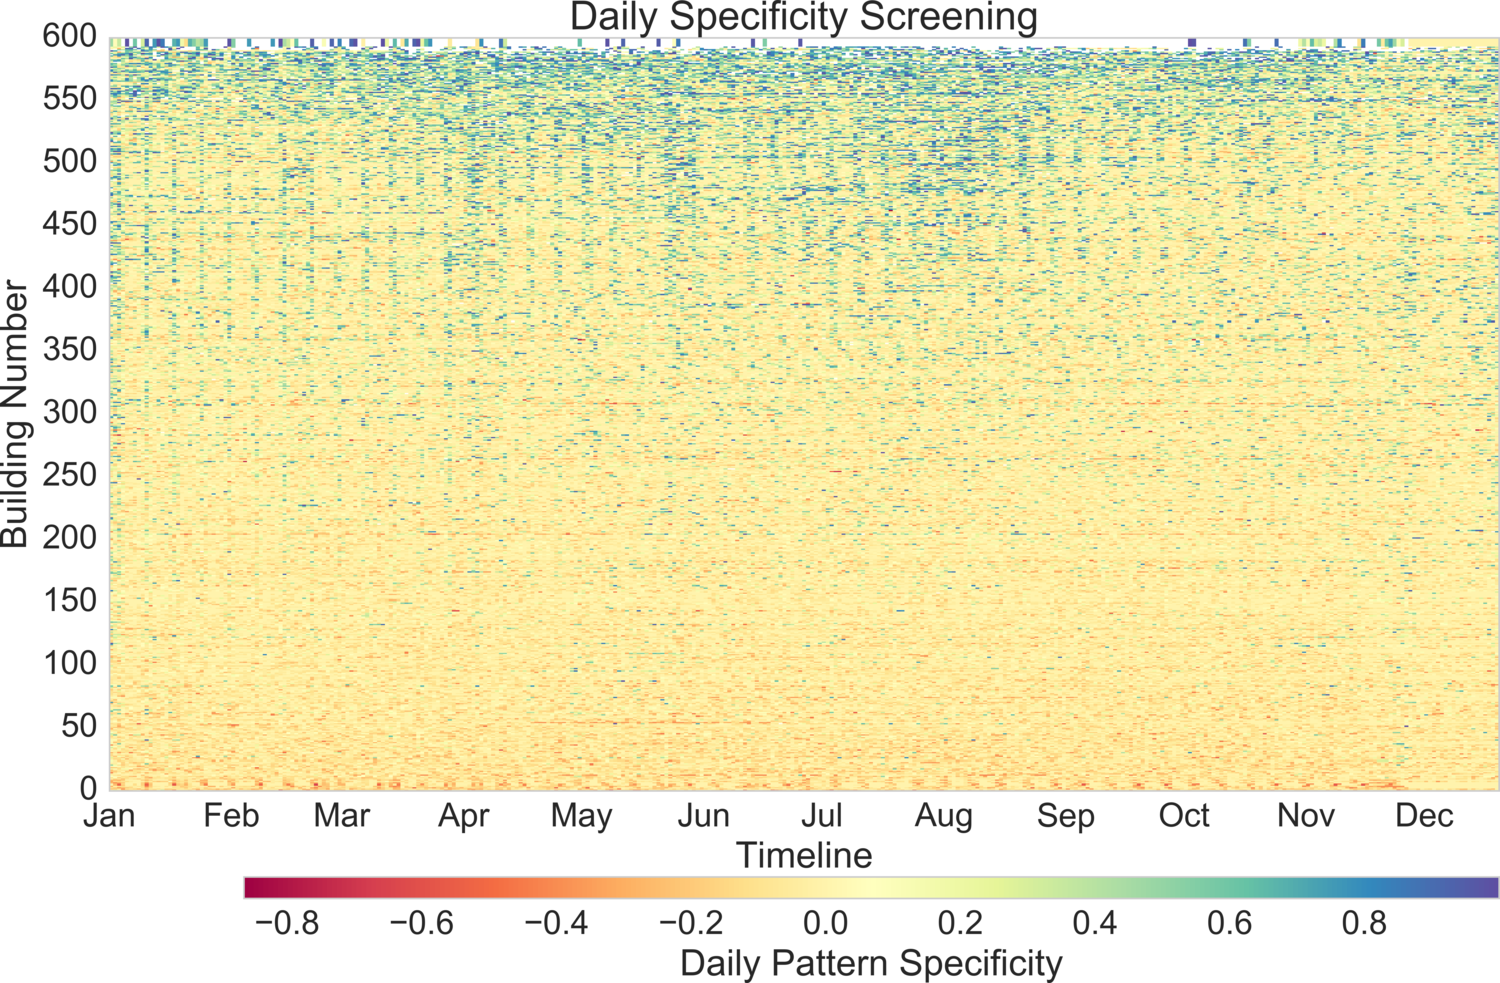 Daily Specificity Screening
600
550
500
450
400
350
300
250
200
150
100
50
0
Building Number
Jan Feb Mar Apr May Jun Jul Aug Sep Oct Nov Dec
Timeline
−0.8 −0.6 −0.4 −0.2 0.0 0.2 0.4 0.6 0.8
Daily Pattern Specificity